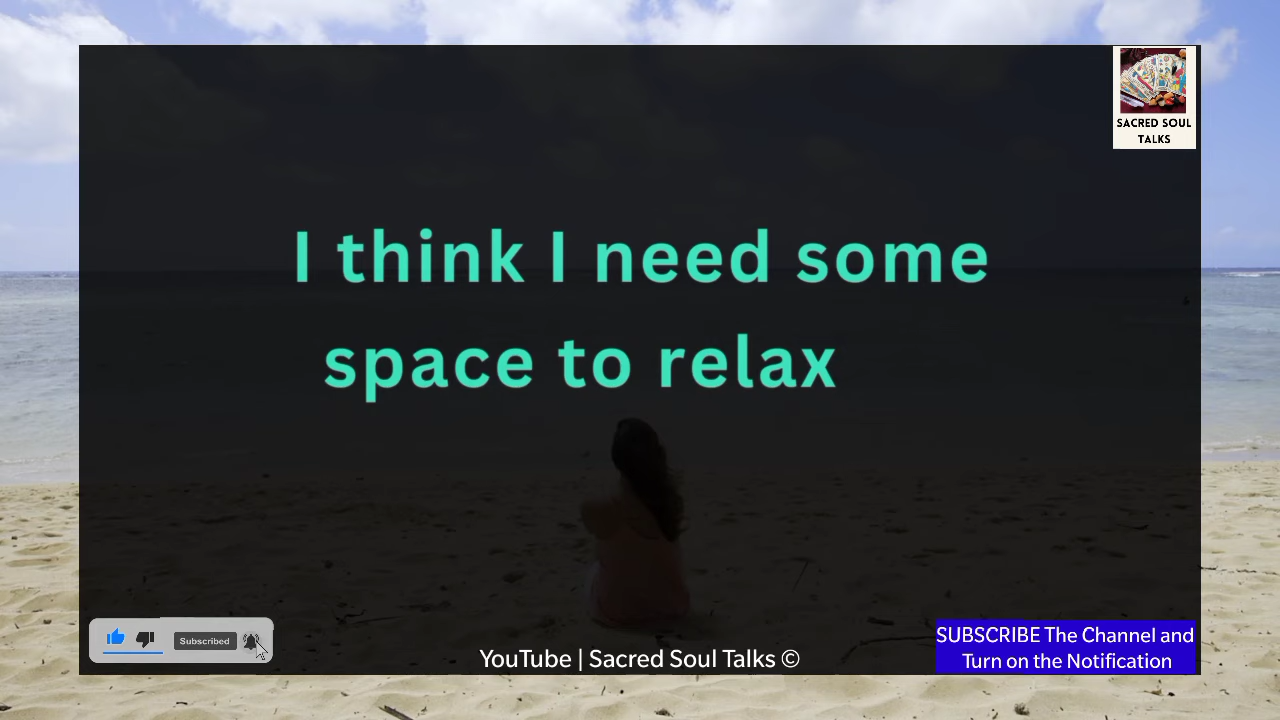 SACRED SOUL
TALKS
I think I need some
space to relax
Subscribed
YouTube | Sacred Soul Talks ©
SUBSCRIBE The Channel and
Turn on the Notification